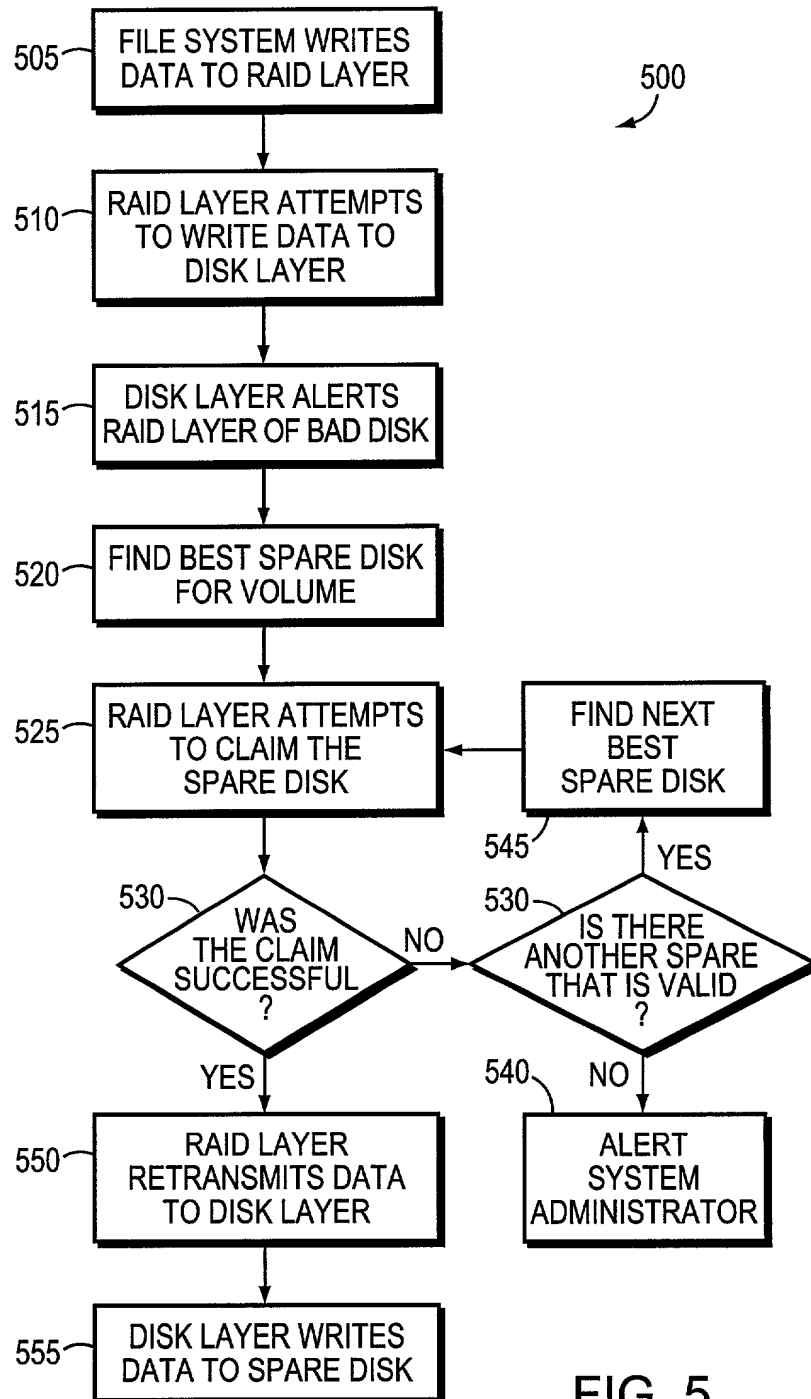 505
FILE SYSTEM WRITES
DATA TO RAID LAYER
500
510
RAID LAYER ATTEMPTS
TO WRITE DATA TO
DISK LAYER
515
DISK LAYER ALERTS
RAID LAYER OF BAD DISK
520
FIND BEST SPARE DISK
FOR VOLUME
525
RAID LAYER ATTEMPTS
TO CLAIM THE
SPARE DISK
FIND NEXT
BEST
SPARE DISK
545
YES
530
WAS
THE CLAIM
SUCCESSFUL
?
NO
530
IS THERE
ANOTHER SPARE
THAT IS VALID
?
YES
NO
540
550
RAID LAYER
RETRANSMITS DATA
TO DISK LAYER
ALERT
SYSTEM
ADMINISTRATOR
555
DISK LAYER WRITES
DATA TO SPARE DISK
FIG. 5